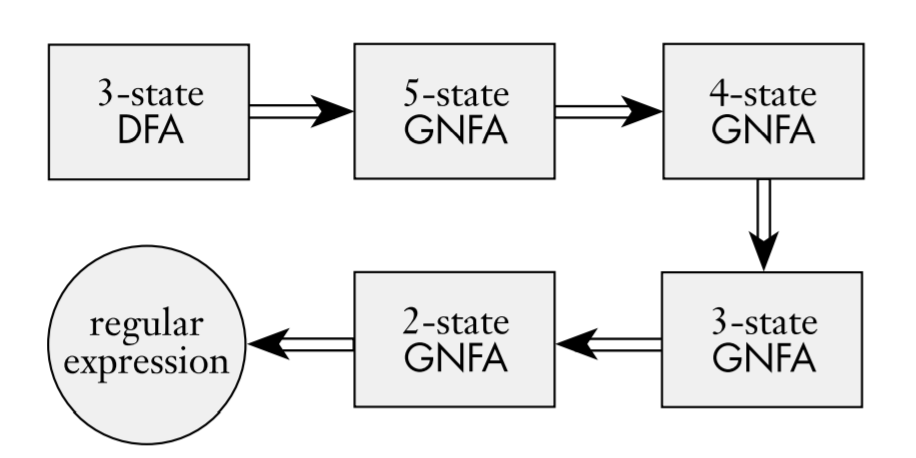 3-state
DFA
5-state
GNFA
4-state
GNFA
3-state
GNFA
2-state
GNFA
regular
expression